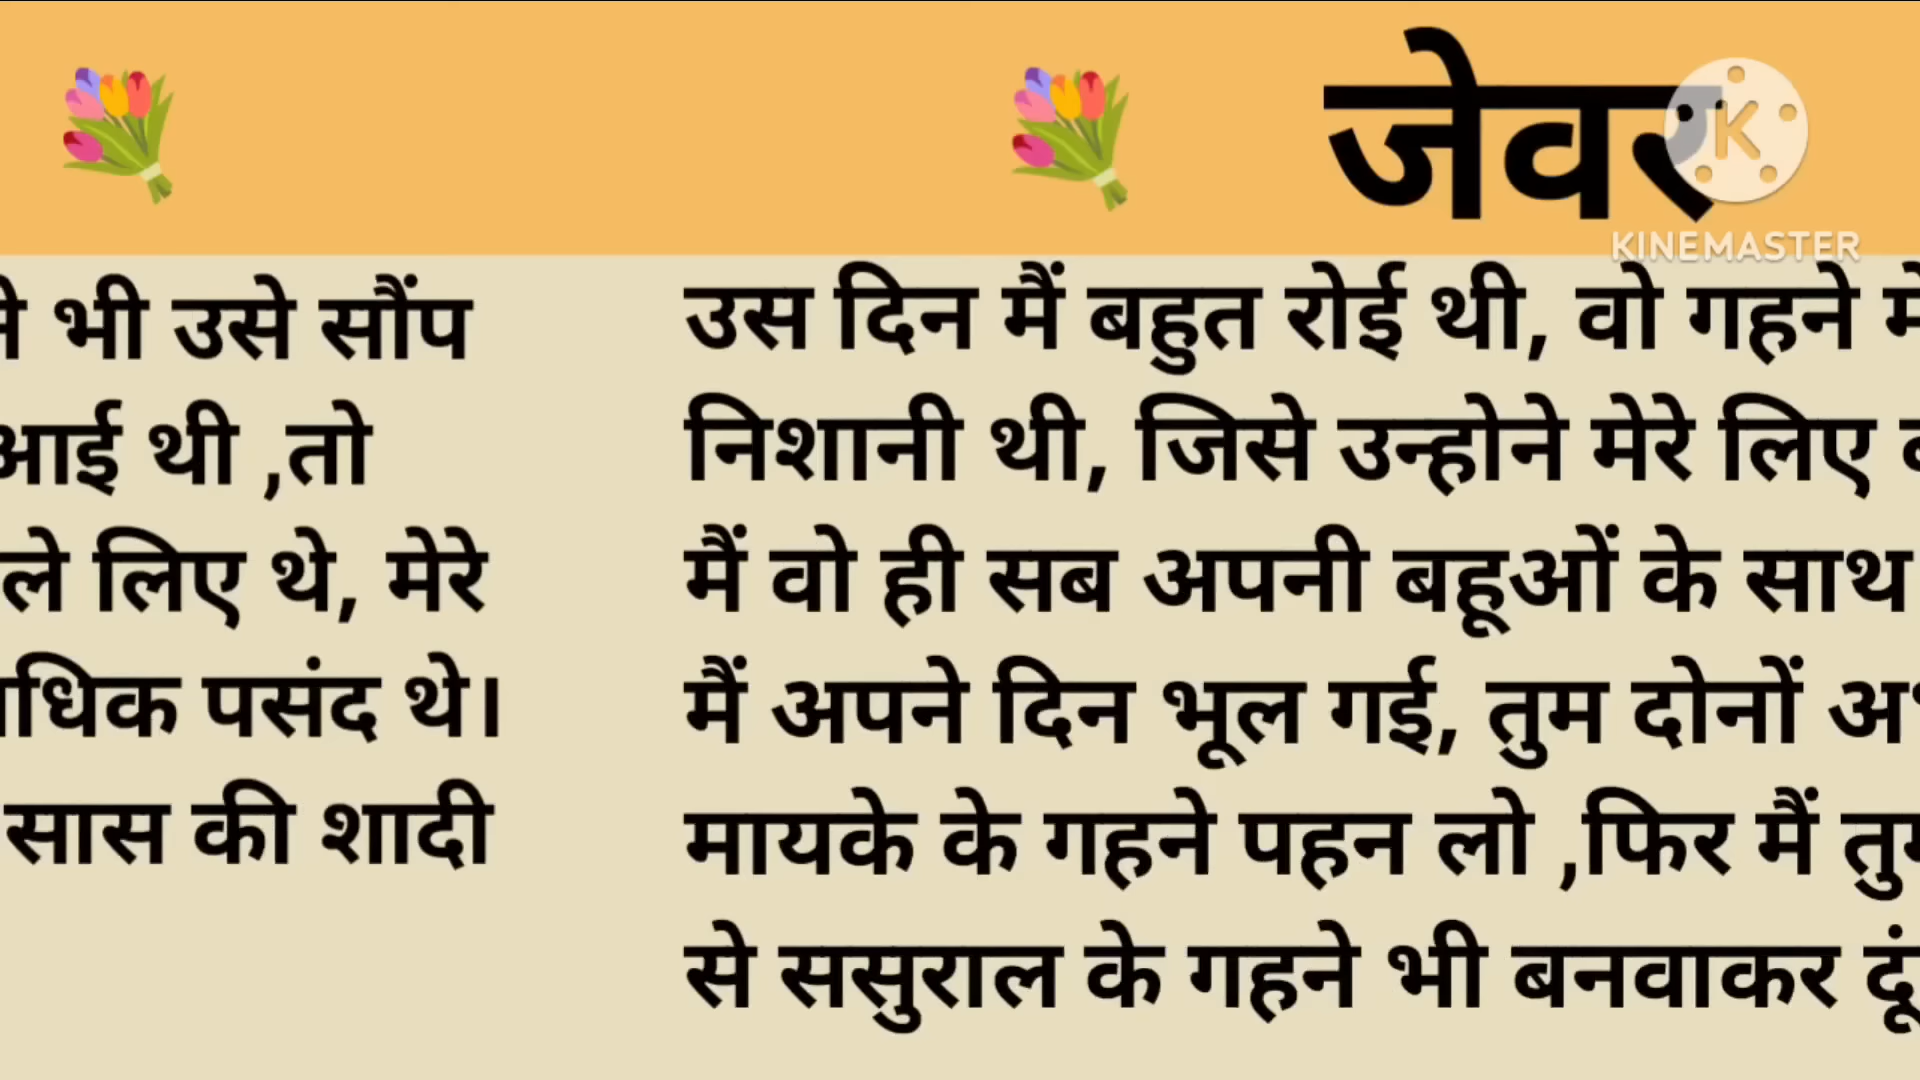 जेवर
KINEMASTER
भी उसे सौंप
आई थी ,तो
ले लिए थे, मेरे
पसंद थे।
सास की शादी
उस दिन मैं बहुत रोई थी, वो गहने
निशानी थी, जिसे उन्होने मेरे लिए
मैं वो ही सब अपनी बहूओं के साथ
मैं अपने दिन भूल गई, तुम दोनों
मायके के गहने पहन लो ,फिर मैं
से ससुराल के गहने भी बनवाकर